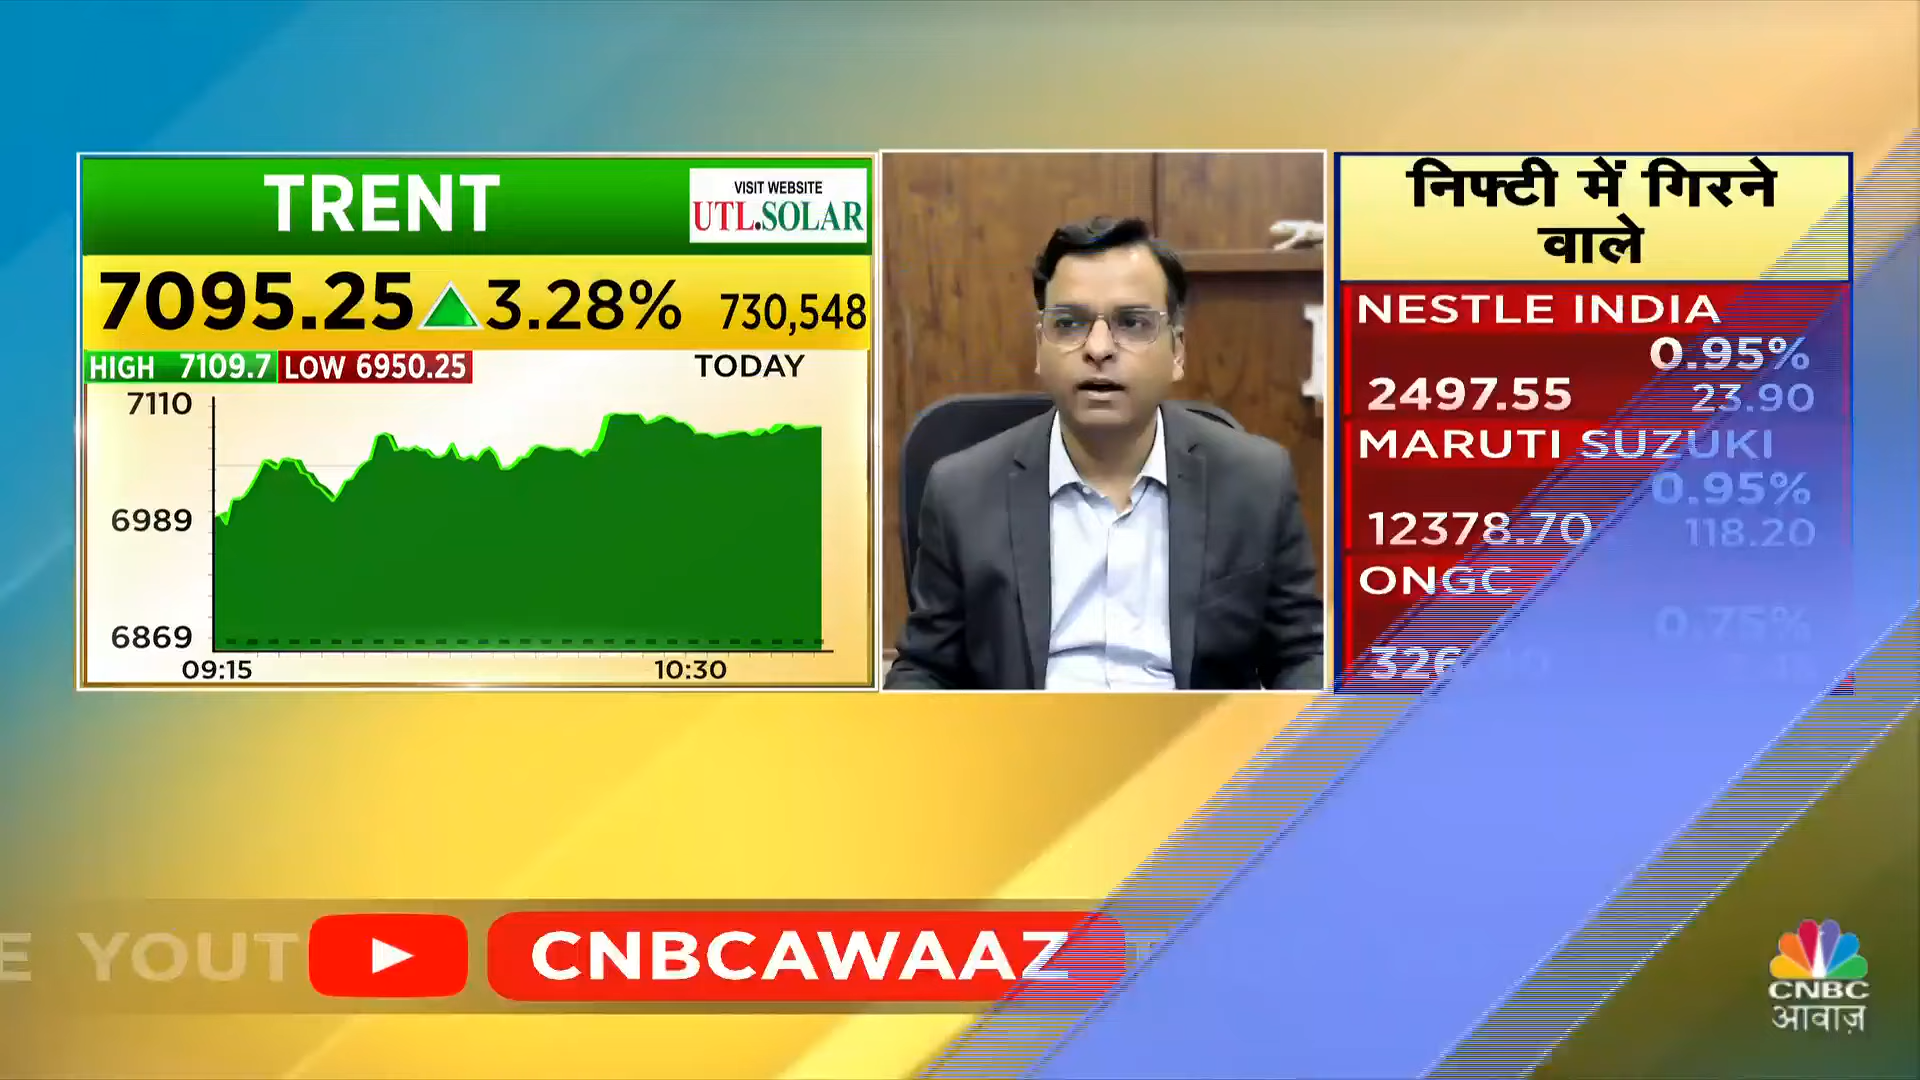 TRENT
VISIT WEBSITE
UTL.SOLAR
7095.25 3.28% 730,548
HIGH 7109.7 LOW 6950.25 TODAY
7110
6989
6869
09:15 10:30
निफ्टी में गिरने
वाले
NESTLE INDIA
0.95%
2497.55 23.90
MARUTI SUZUKI
0.95%
12378.70 118.20
ONGC
0.75%
E YOUT CNBCAWAAZ
CNBC
आवाज़